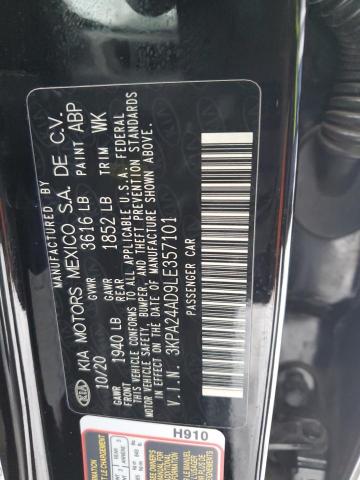 KIA MANUFACTURED BY
KIA MOTORS MEXICO S.A. DE C.V.
10/20 GVWR 3616 LB PAINT ABP
GAWR 1940 LB GAWR REAR 1852 LB TRIM WK
THIS VEHICLE CONFORMS TO ALL APPLICABLE U.S.A. FEDERAL
MOTOR VEHICLE SAFETY, BUMPER, AND THEFT PREVENTION STANDARDS
IN EFFECT ON THE DATE OF MANUFACTURE SHOWN ABOVE.
V.I.N. 3KPA24AD9LE357101
PASSENGER CAR
H910
INFORMATION